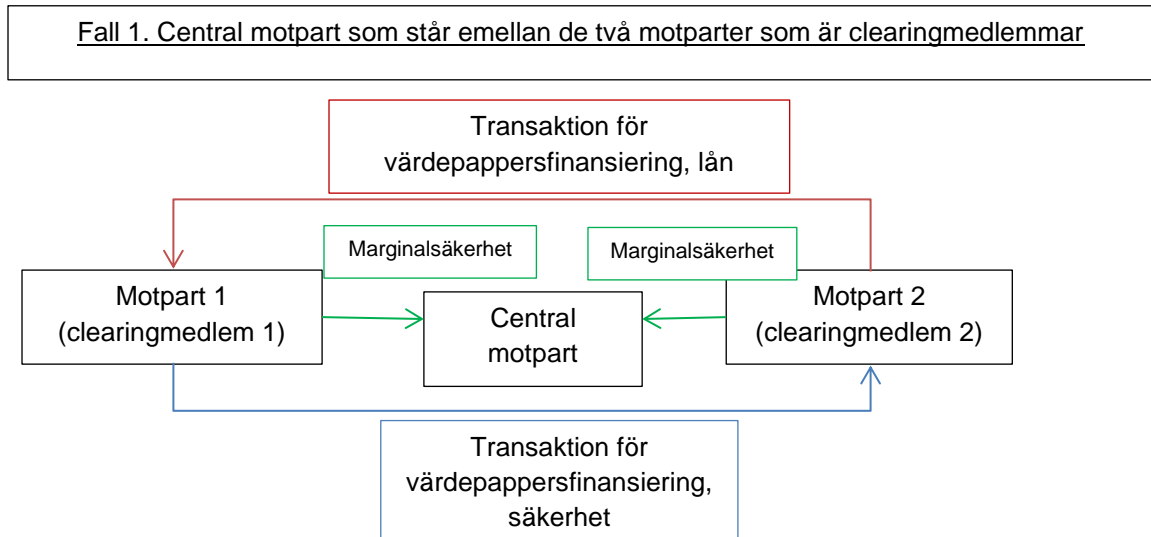 Fall 1. Central motpart som står emellan de två motparter som är clearingmedlemmar
Transaktion för
värdepappersfinansiering, lån
Marginalsäkerhet
Marginalsäkerhet
Motpart 1
(clearingmedlem 1)
Central
motpart
Motpart 2
(clearingmedlem 2)
Transaktion för
värdepappersfinansiering,
säkerhet